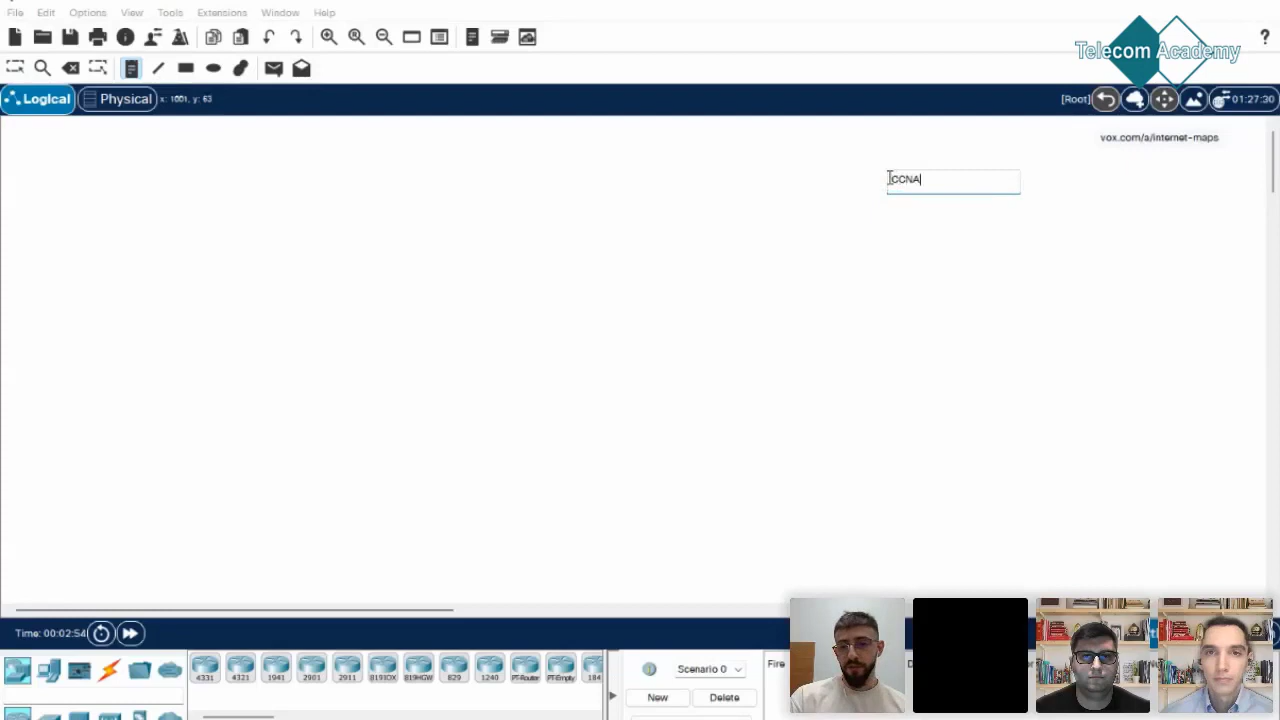 File Edit Options View Tools Extensions Window Help
Telecom Academy
?
Logical Physical x: 1001, y: 63 [Root] 01:27:30
vox.com/a/internet-maps
CCNA
Time: 00:02:54
Scenario 0 Fire
4331 4321 1941 2901 2911 819IOX 819HGW 829 1240 PT-Router PT-Empty 184
New Delete